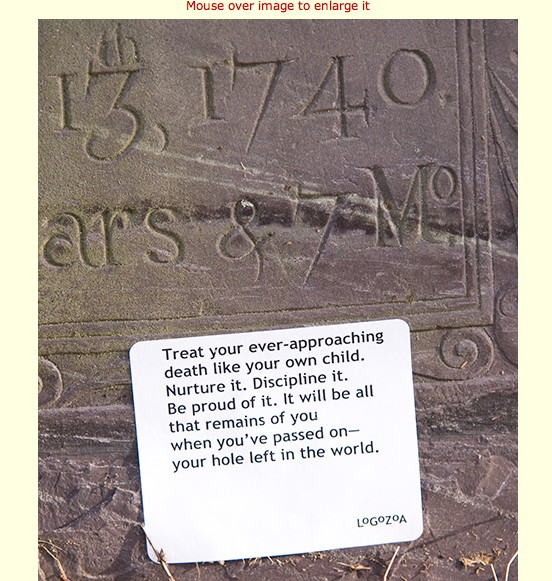 Mouse over image to enlarge it
13th, 1740.
ars & 7 Mo
Treat your ever-approaching
death like your own child.
Nurture it. Discipline it.
Be proud of it. It will be all
that remains of you
when you've passed on—
your hole left in the world.
LOGOZOA